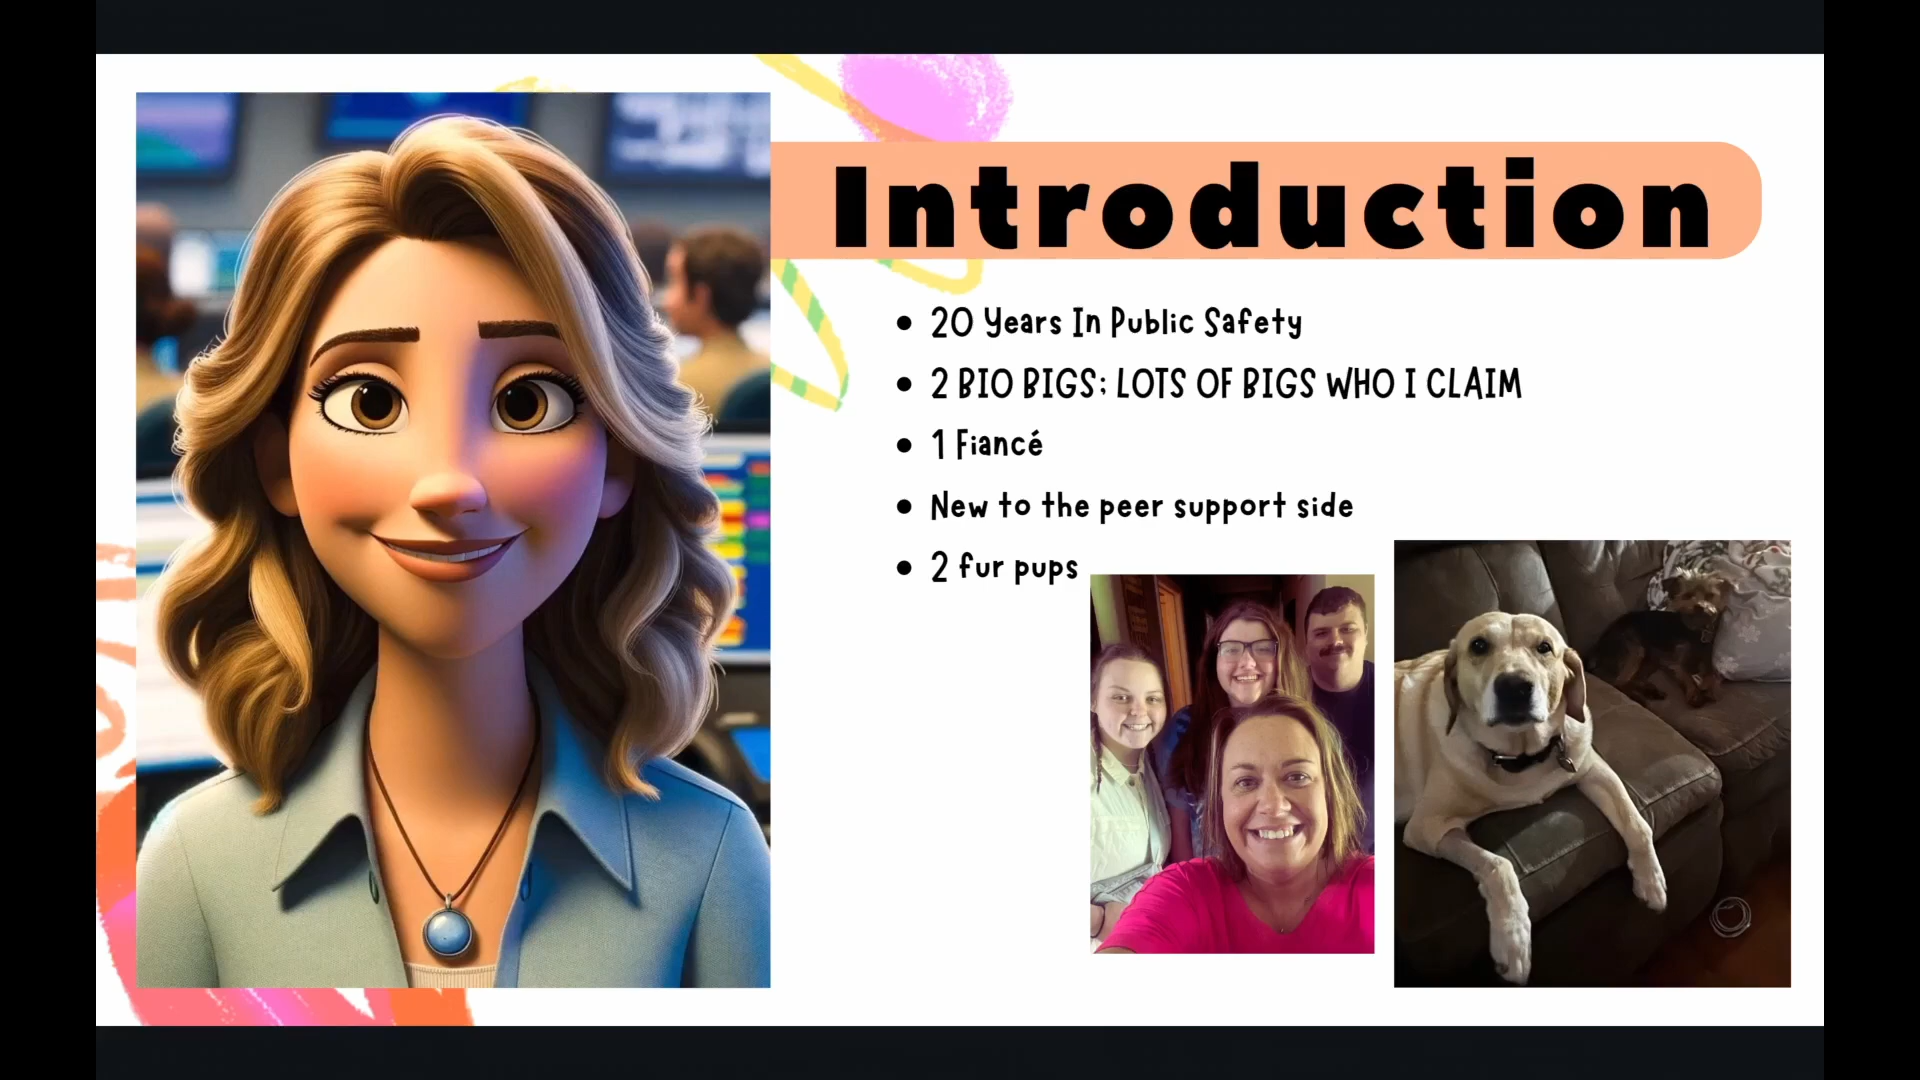 Introduction
20 Years In Public Safety
2 BIO BIGS; LOTS OF BIGS WHO I CLAIM
1 Fiancé
New to the peer support side
2 fur pups